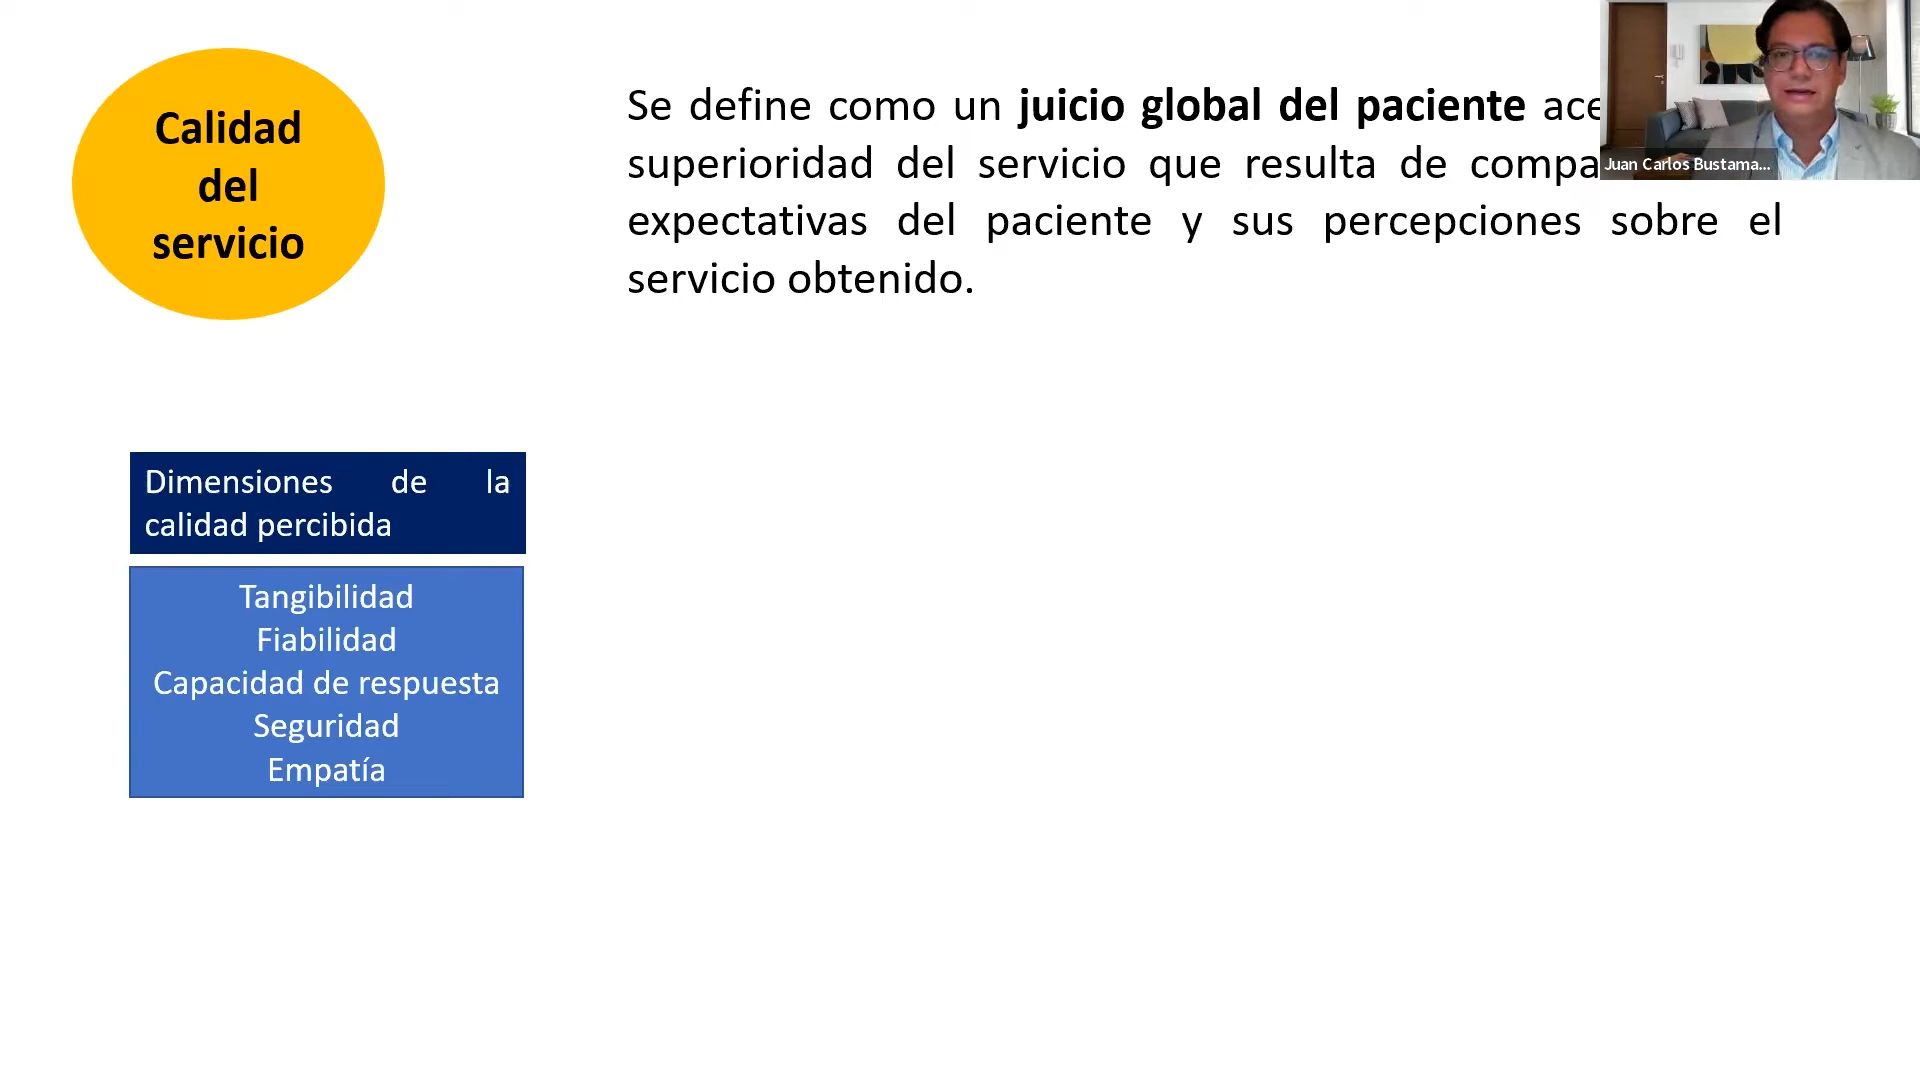 Calidad
del
servicio
Se define como un juicio global del paciente
superioridad del servicio que resulta de
expectativas del paciente y sus percepciones sobre el
servicio obtenido.
Juan Carlos Bustama...
Dimensiones de la
calidad percibida
Tangibilidad
Fiabilidad
Capacidad de respuesta
Seguridad
Empatía